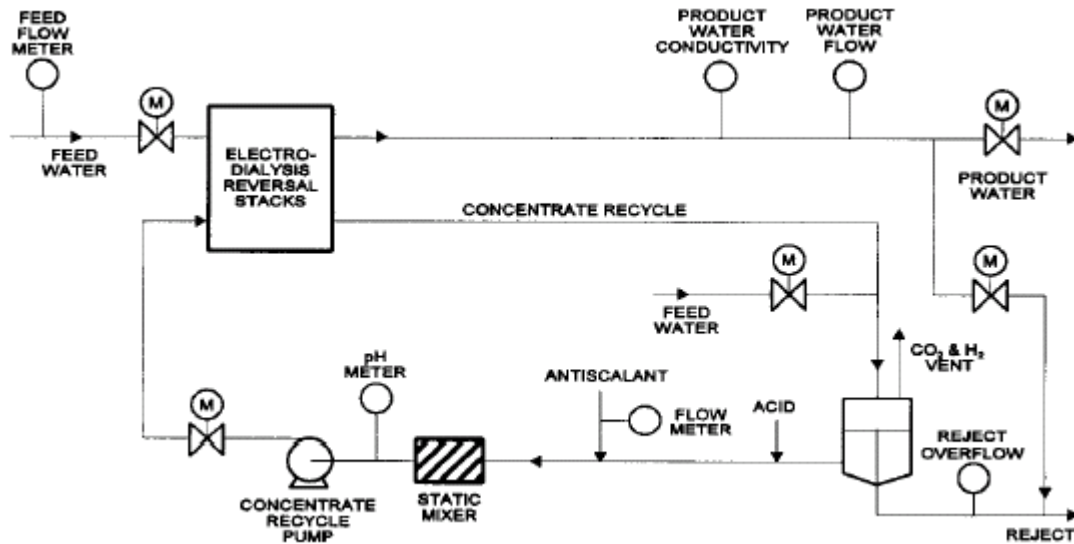 FEED
FLOW
METER
PRODUCT
WATER
CONDUCTIVITY
PRODUCT
WATER
FLOW
M
M
FEED
WATER
ELECTRO-
DIALYSIS
REVERSAL
STACKS
PRODUCT
WATER
CONCENTRATE RECYCLE
M
M
FEED
WATER
CO2 & H2
VENT
pH
METER
ANTISCALANT
ACID
M
FLOW
METER
REJECT
OVERFLOW
CONCENTRATE
RECYCLE
PUMP
STATIC
MIXER
REJECT